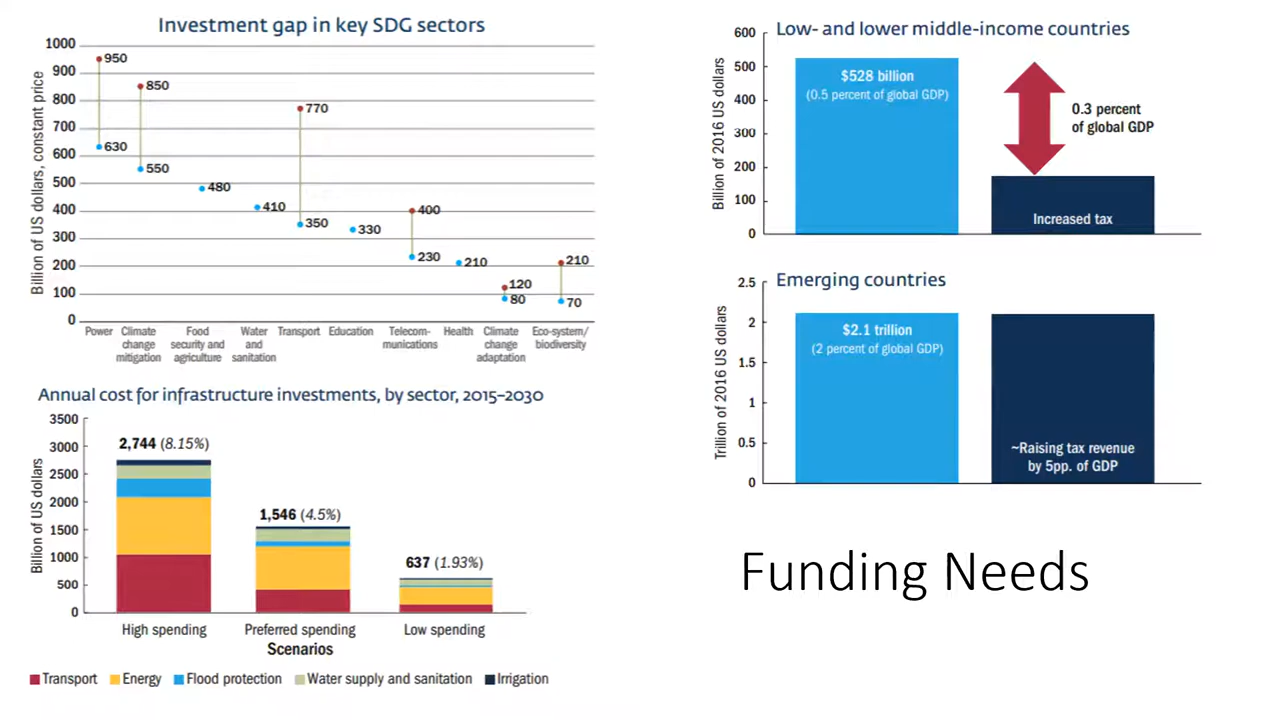 Investment gap in key SDG sectors
Billion of US dollars, constant price
1000
900
800
700
600
500
400
300
200
100
0
950
630
850
550
480
410
770
350
330
400
230
210
120
80
210
70
Power
Climate change mitigation
Food security and agriculture
Water and sanitation
Transport
Education
Telecom-munications
Health
Climate change adaptation
Eco-system/biodiversity
Annual cost for infrastructure investments, by sector, 2015–2030
Billion of US dollars
3500
3000
2500
2000
1500
1000
500
0
2,744 (8.15%)
1,546 (4.5%)
637 (1.93%)
High spending
Preferred spending
Low spending
Scenarios
Transport
Energy
Flood protection
Water supply and sanitation
Irrigation
Low- and lower middle-income countries
Billion of 2016 US dollars
600
500
400
300
200
100
0
$528 billion
(0.5 percent of global GDP)
0.3 percent
of global GDP
Increased tax
Emerging countries
Trillion of 2016 US dollars
2.5
2
1.5
1
0.5
0
$2.1 trillion
(2 percent of global GDP)
~Raising tax revenue
by 5pp. of GDP
Funding Needs